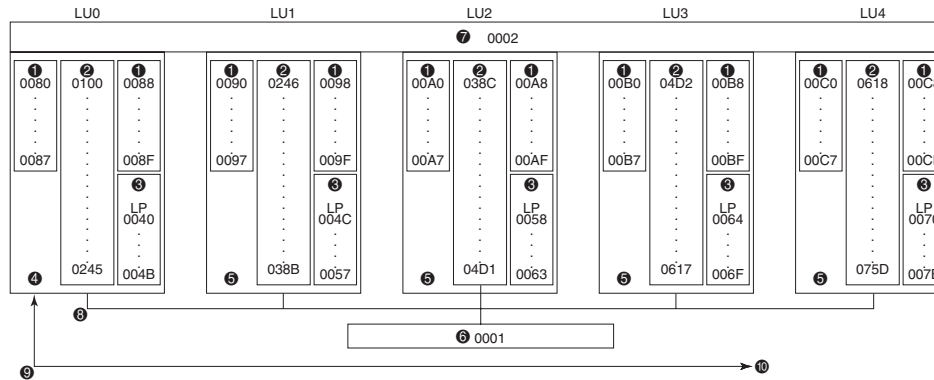 LU0 LU1 LU2 LU3 LU4
❼ 0002
❶ ❷ ❶ ❶ ❷ ❶ ❶ ❷ ❶ ❶ ❷ ❶ ❶ ❷ ❶
0080 0100 0088 0090 0246 0098 00A0 038C 00A8 00B0 04D2 00B8 00C0 0618
0087 008F 0097 009F 00A7 00AF 00B7 00BF 00C7
❸ ❸ ❸ ❸ ❸
LP LP LP LP LP
0040 004C 0058 0064
❹ 0245 004B ❺ 038B 0057 ❺ 04D1 0063 ❺ 0617 006F ❺ 075D
❽
❻ 0001
❾ ❿